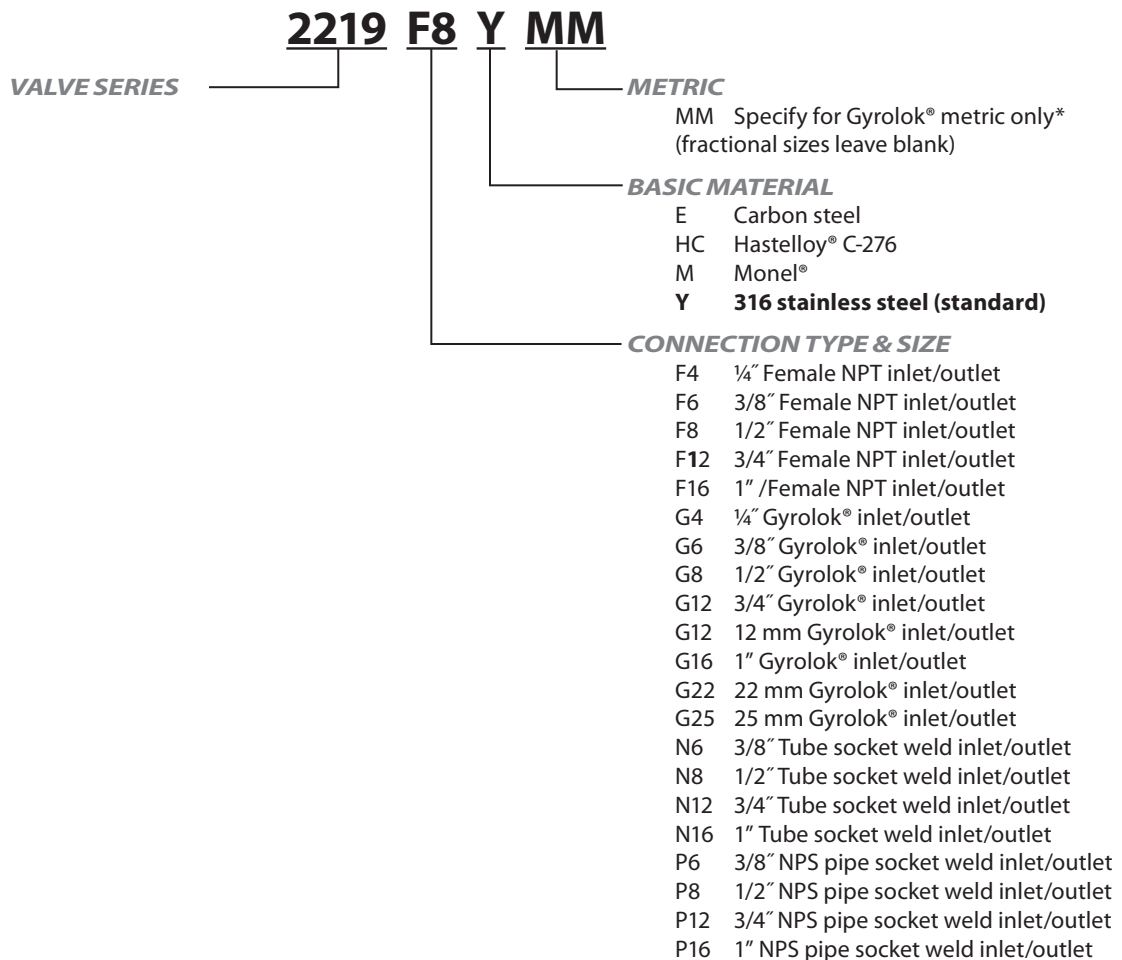 2219 F8 Y MM
VALVE SERIES
METRIC
MM Specify for Gyrolok® metric only*
(fractional sizes leave blank)
BASIC MATERIAL
E Carbon steel
HC Hastelloy® C-276
M Monel®
Y 316 stainless steel (standard)
CONNECTION TYPE & SIZE
F4 ¼˝ Female NPT inlet/outlet
F6 3/8˝ Female NPT inlet/outlet
F8 1/2˝ Female NPT inlet/outlet
F12 3/4˝ Female NPT inlet/outlet
F16 1” /Female NPT inlet/outlet
G4 ¼˝ Gyrolok® inlet/outlet
G6 3/8˝ Gyrolok® inlet/outlet
G8 1/2˝ Gyrolok® inlet/outlet
G12 3/4˝ Gyrolok® inlet/outlet
G12 12 mm Gyrolok® inlet/outlet
G16 1” Gyrolok® inlet/outlet
G22 22 mm Gyrolok® inlet/outlet
G25 25 mm Gyrolok® inlet/outlet
N6 3/8˝ Tube socket weld inlet/outlet
N8 1/2˝ Tube socket weld inlet/outlet
N12 3/4˝ Tube socket weld inlet/outlet
N16 1” Tube socket weld inlet/outlet
P6 3/8˝ NPS pipe socket weld inlet/outlet
P8 1/2˝ NPS pipe socket weld inlet/outlet
P12 3/4˝ NPS pipe socket weld inlet/outlet
P16 1” NPS pipe socket weld inlet/outlet